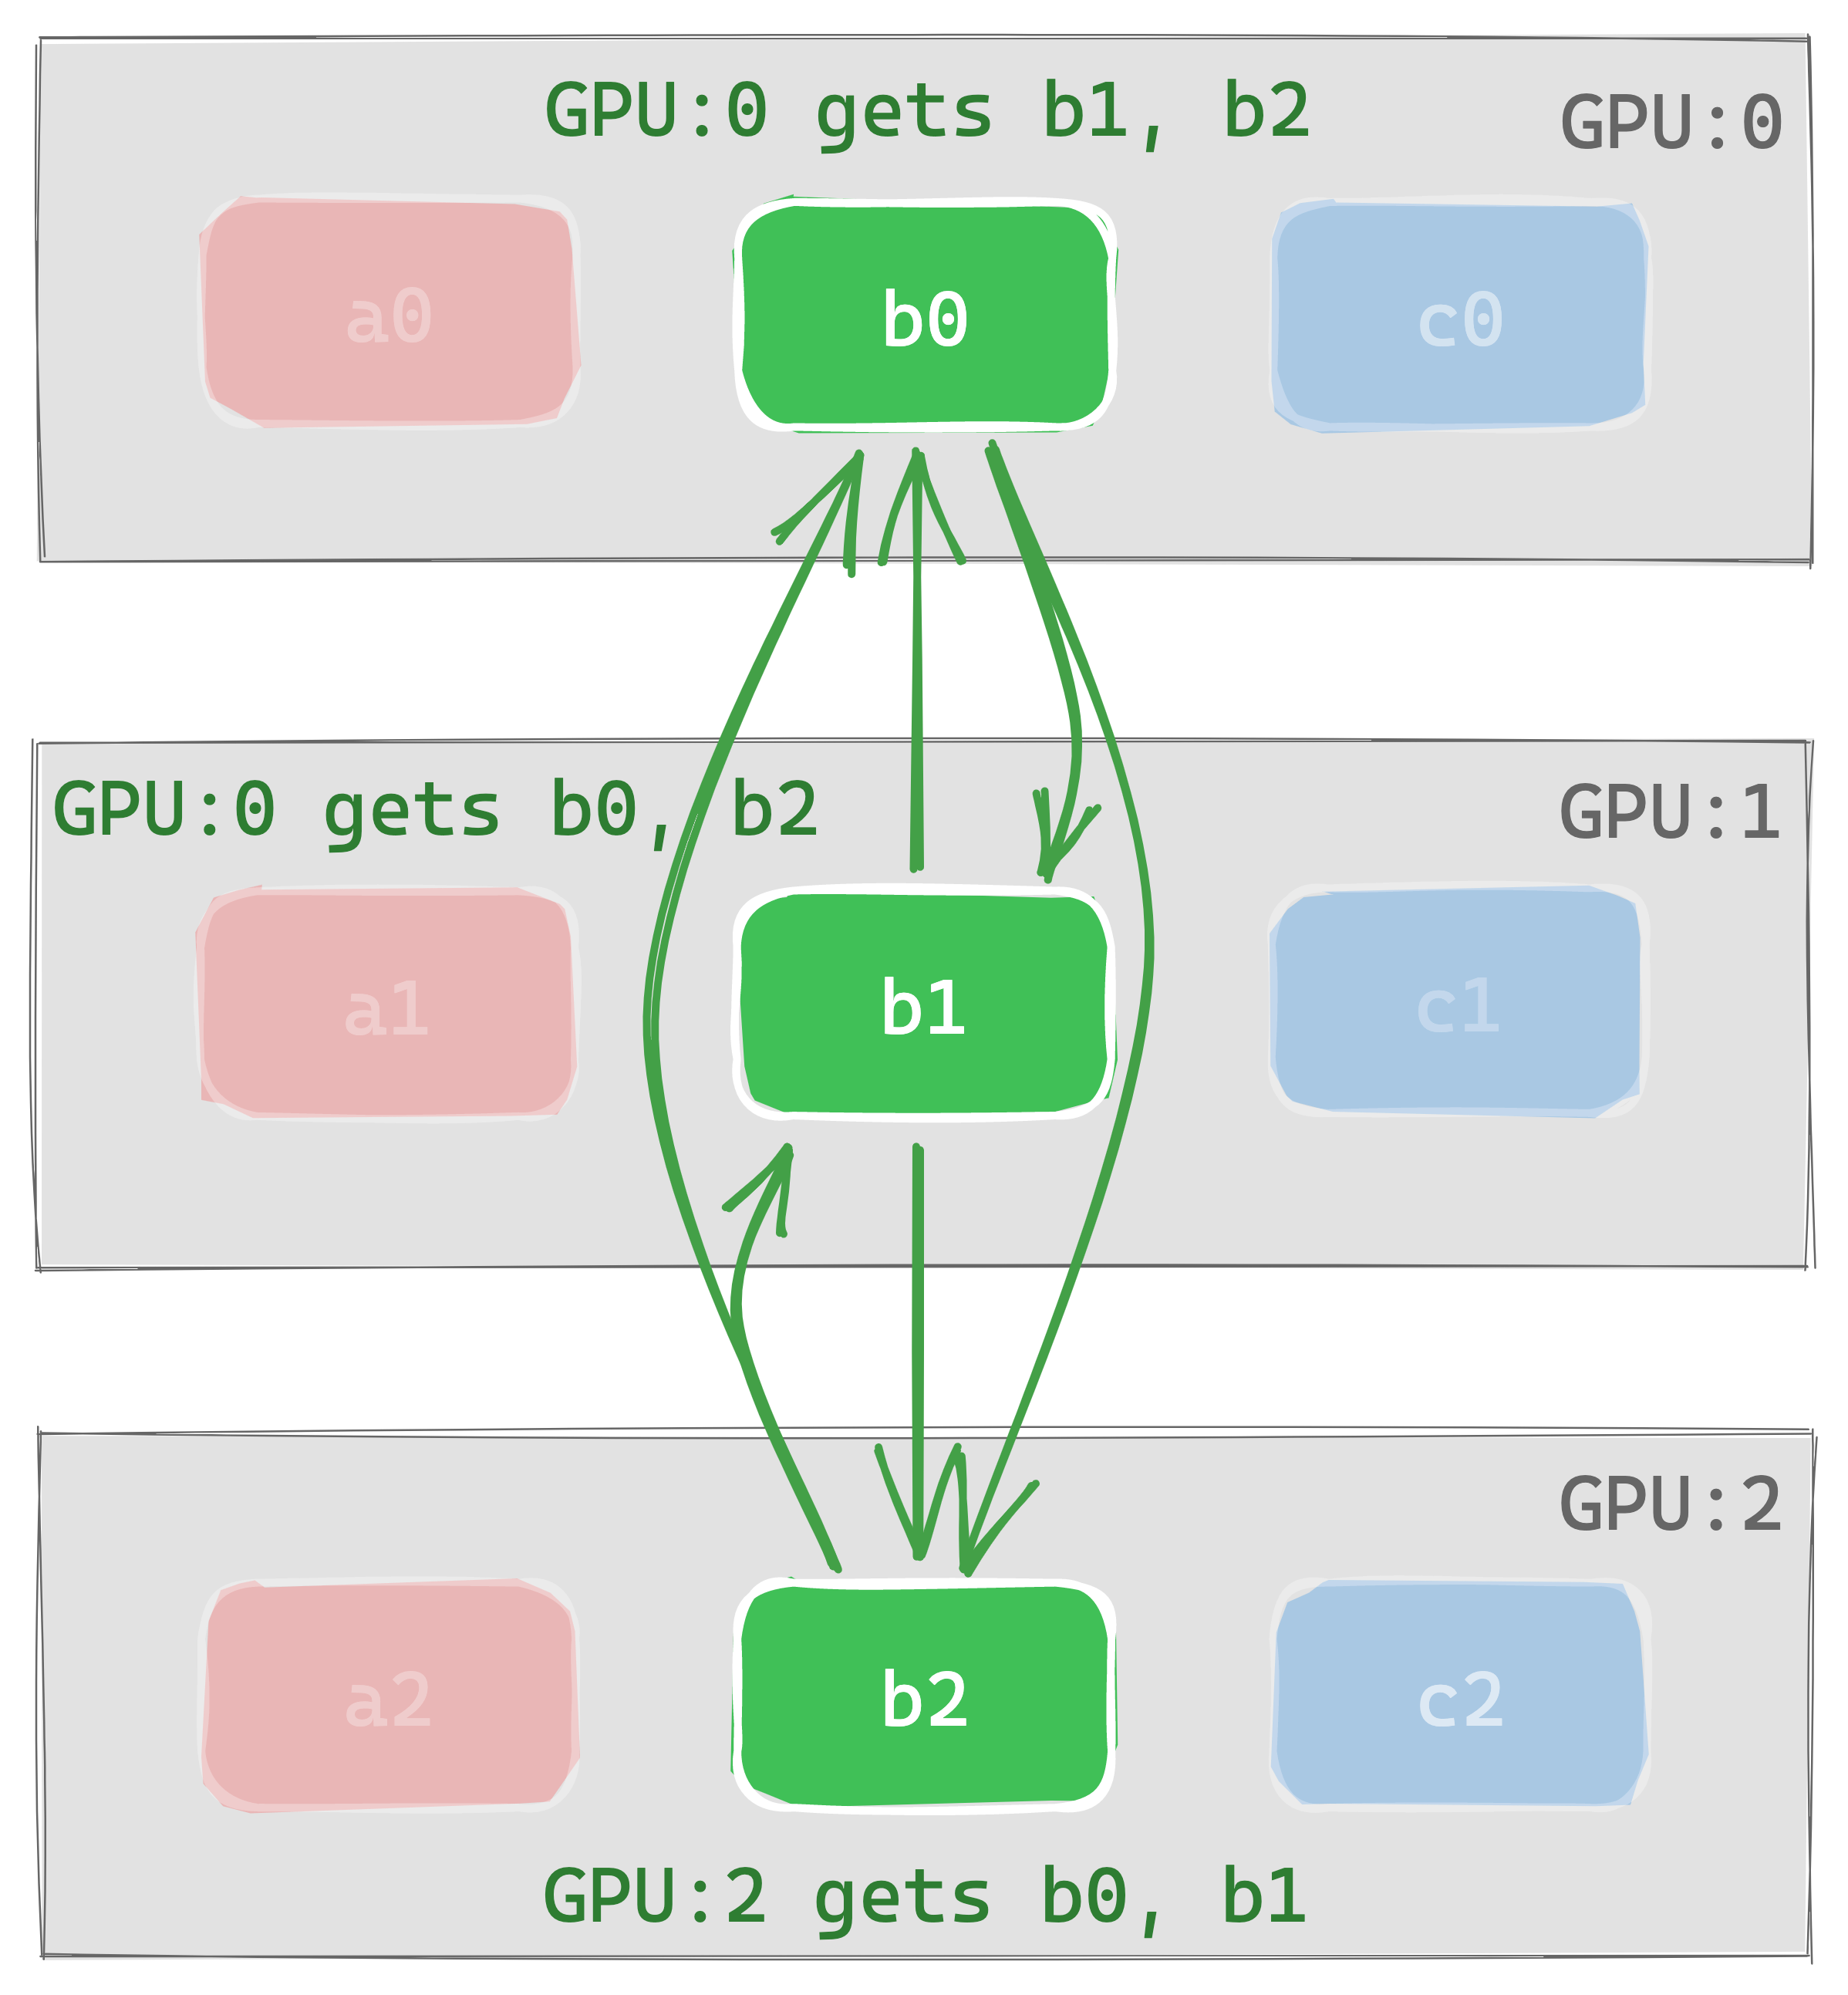 GPU:0 gets b1, b2
GPU:0
a0
b0
c0
GPU:0 gets b0, b2
GPU:1
a1
b1
c1
GPU:2
a2
b2
c2
GPU:2 gets b0, b1